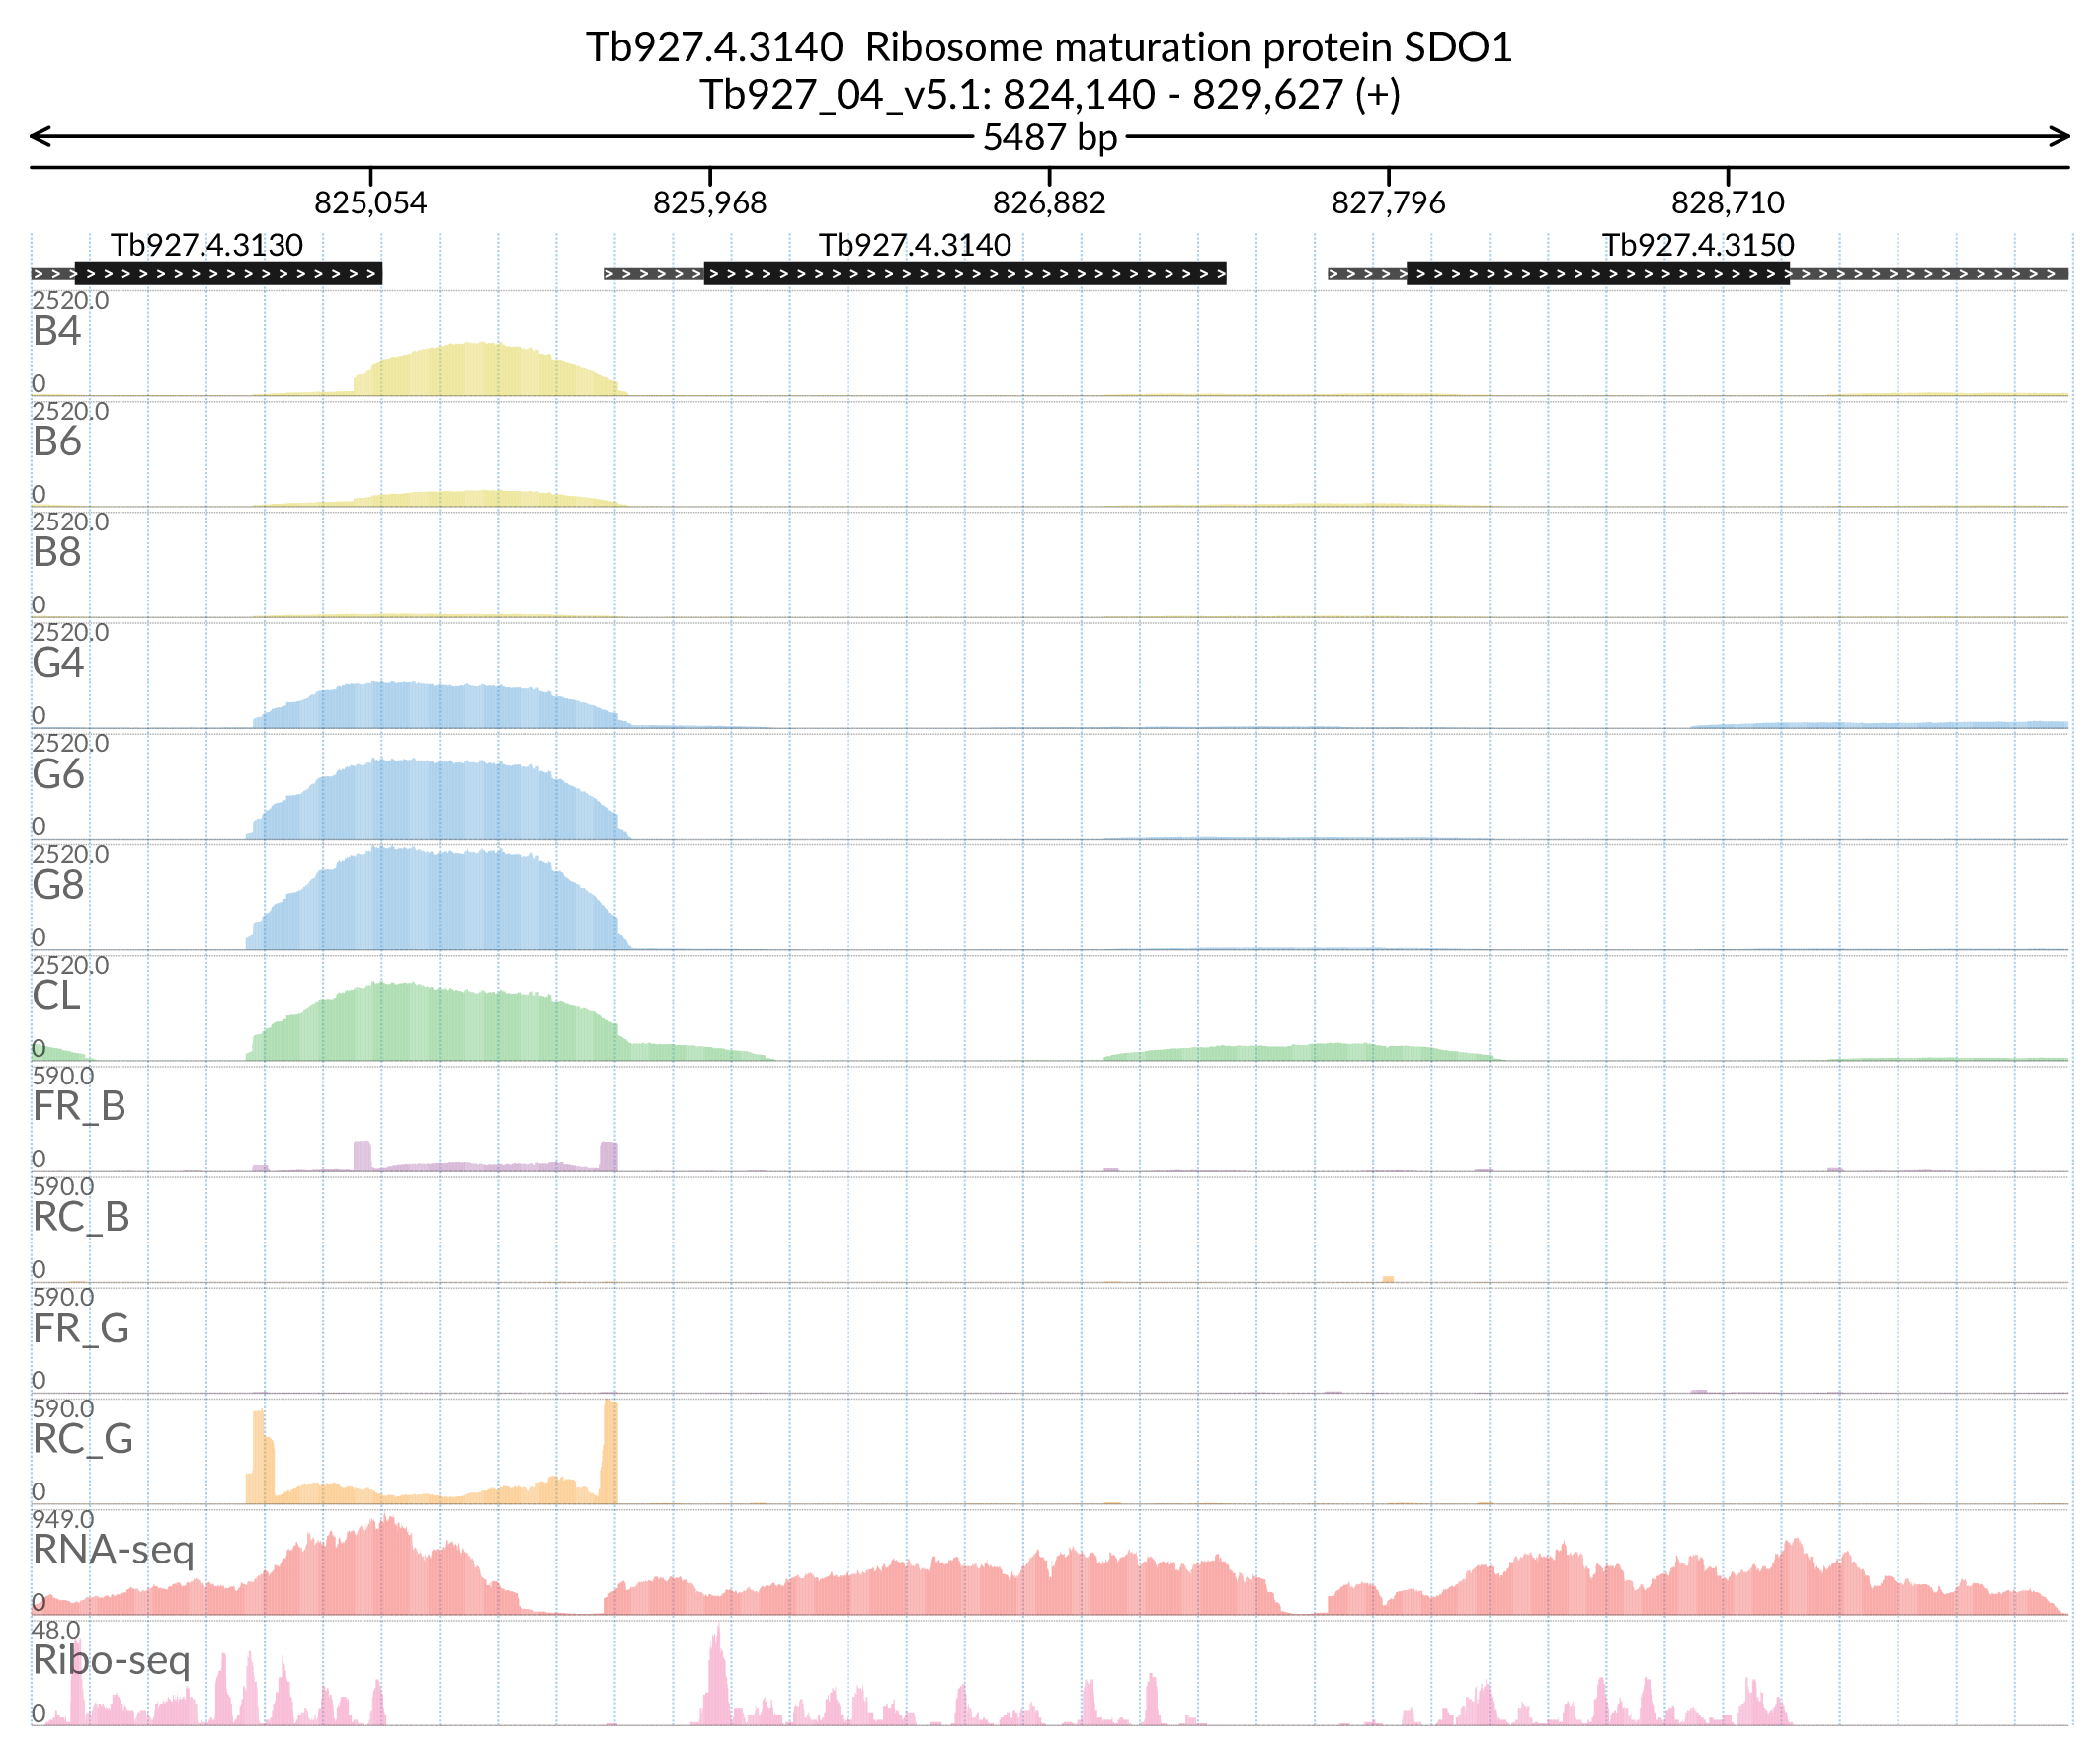 Tb927.4.3140  Ribosome maturation protein SDO1
Tb927_04_v5.1: 824,140 - 829,627 (+)
5487 bp
825,054 825,968 826,882 827,796 828,710
Tb927.4.3130 Tb927.4.3140 Tb927.4.3150
2520.0
B4
0
2520.0
B6
0
2520.0
B8
0
2520.0
G4
0
2520.0
G6
0
2520.0
G8
0
2520.0
CL
0
590.0
FR_B
0
590.0
RC_B
0
590.0
FR_G
0
590.0
RC_G
0
949.0
RNA-seq
0
48.0
Ribo-seq
0